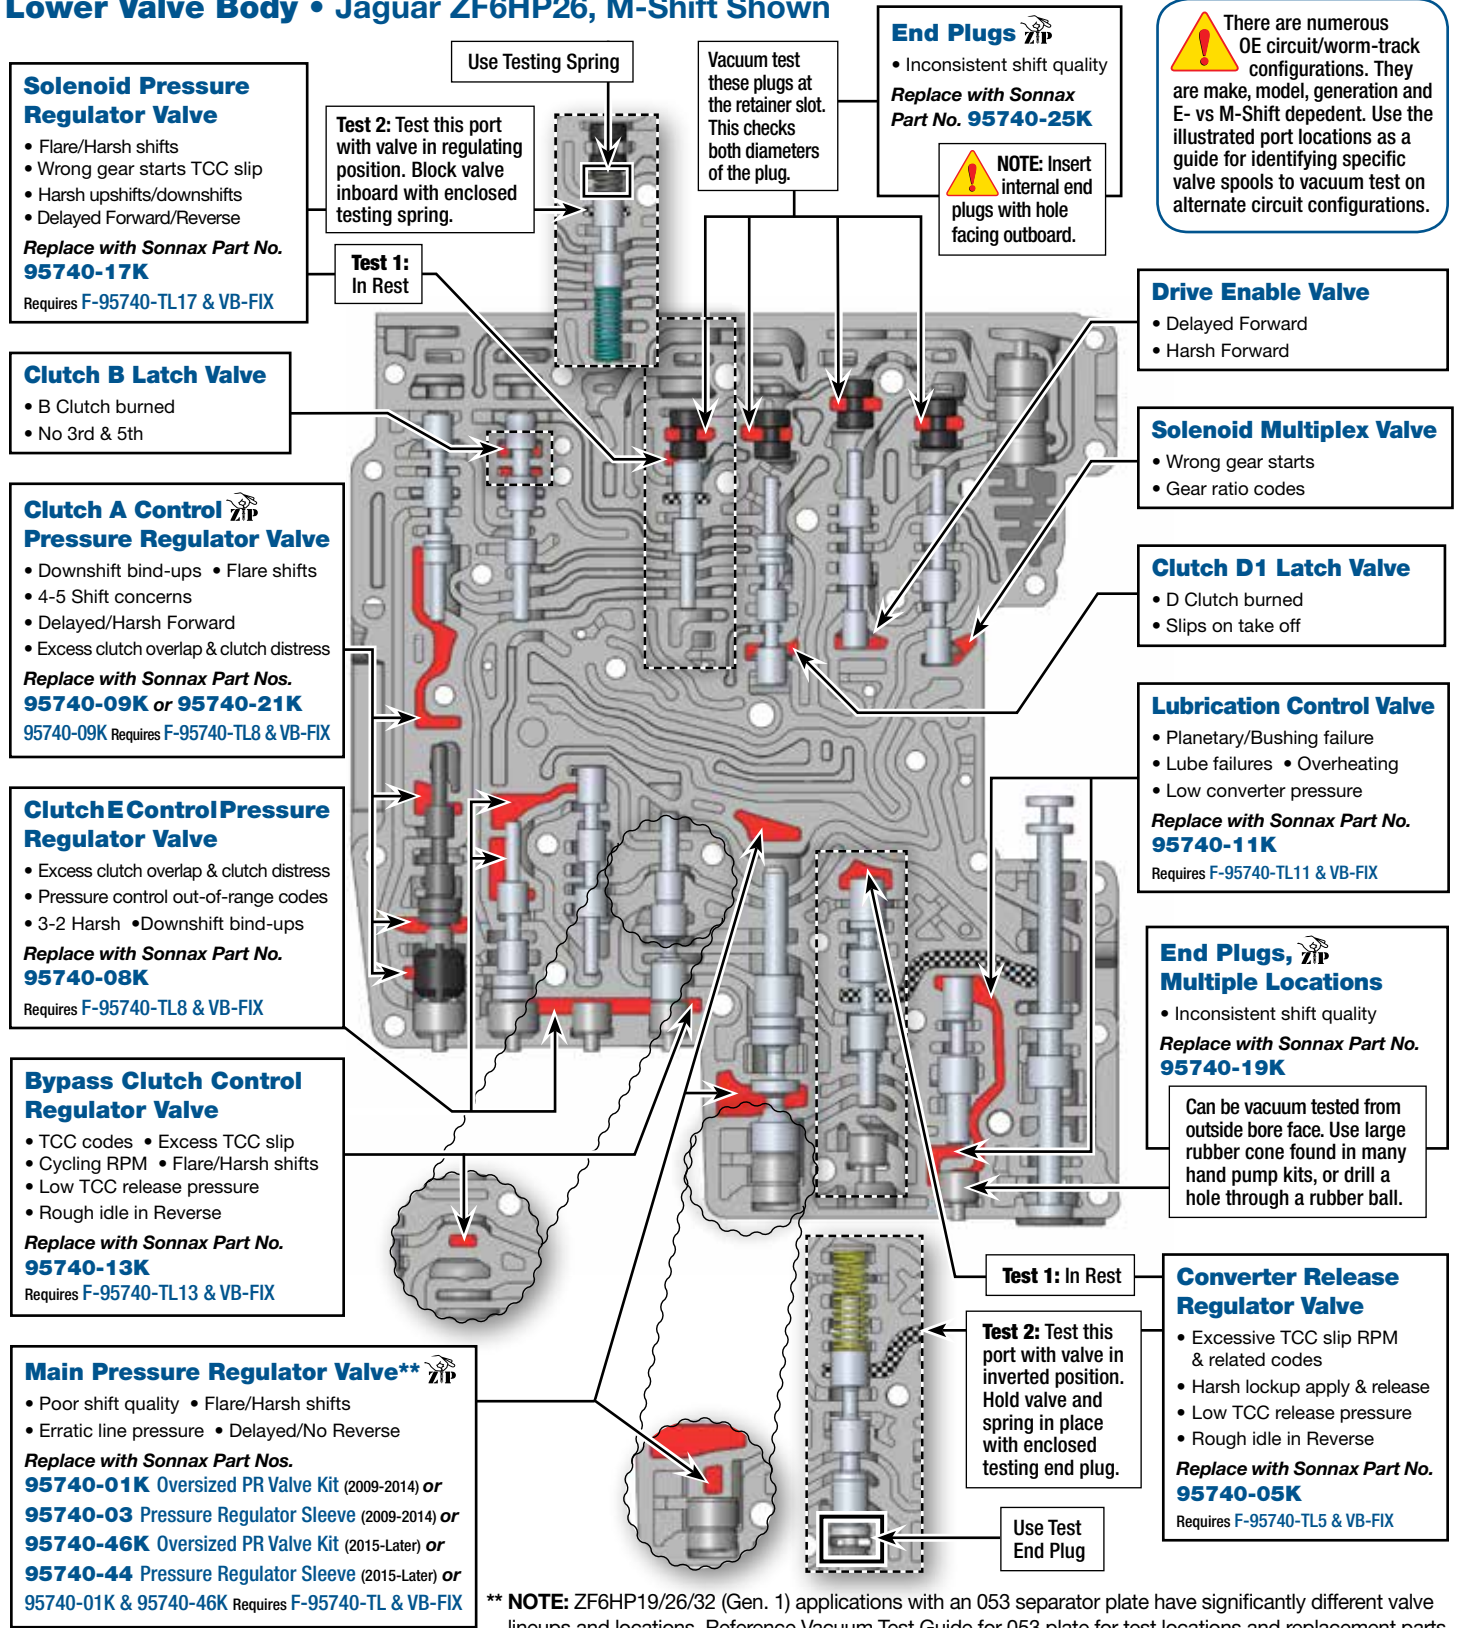 Lower Valve Body • Jaguar ZF6HP26, M-Shift Shown
Solenoid Pressure
Regulator Valve
• Flare/Harsh shifts
• Wrong gear starts TCC slip
• Harsh upshifts/downshifts
• Delayed Forward/Reverse
Replace with Sonnax Part No.
95740-17K
Requires F-95740-TL17 & VB-FIX
Use Testing Spring
Test 2: Test this port
with valve in regulating
position. Block valve
inboard with enclosed
testing spring.
Test 1:
In Rest
Vacuum test
these plugs at
the retainer slot.
This checks
both diameters
of the plug.
End Plugs ZIP
• Inconsistent shift quality
Replace with Sonnax
Part No. 95740-25K
! NOTE: Insert
internal end
plugs with hole
facing outboard.
! There are numerous
OE circuit/worm-track
configurations. They
are make, model, generation and
E- vs M-Shift depedent. Use the
illustrated port locations as a
guide for identifying specific
valve spools to vacuum test on
alternate circuit configurations.
Clutch B Latch Valve
• B Clutch burned
• No 3rd & 5th
Clutch A Control ZIP
Pressure Regulator Valve
• Downshift bind-ups • Flare shifts
• 4-5 Shift concerns
• Delayed/Harsh Forward
• Excess clutch overlap & clutch distress
Replace with Sonnax Part Nos.
95740-09K or 95740-21K
95740-09K Requires F-95740-TL8 & VB-FIX
Clutch E Control Pressure
Regulator Valve
• Excess clutch overlap & clutch distress
• Pressure control out-of-range codes
• 3-2 Harsh •Downshift bind-ups
Replace with Sonnax Part No.
95740-08K
Requires F-95740-TL8 & VB-FIX
Bypass Clutch Control
Regulator Valve
• TCC codes • Excess TCC slip
• Cycling RPM • Flare/Harsh shifts
• Low TCC release pressure
• Rough idle in Reverse
Replace with Sonnax Part No.
95740-13K
Requires F-95740-TL13 & VB-FIX
Main Pressure Regulator Valve** ZIP
• Poor shift quality • Flare/Harsh shifts
• Erratic line pressure • Delayed/No Reverse
Replace with Sonnax Part Nos.
95740-01K Oversized PR Valve Kit (2009-2014) or
95740-03 Pressure Regulator Sleeve (2009-2014) or
95740-46K Oversized PR Valve Kit (2015-Later) or
95740-44 Pressure Regulator Sleeve (2015-Later) or
95740-01K & 95740-46K Requires F-95740-TL & VB-FIX
Drive Enable Valve
• Delayed Forward
• Harsh Forward
Solenoid Multiplex Valve
• Wrong gear starts
• Gear ratio codes
Clutch D1 Latch Valve
• D Clutch burned
• Slips on take off
Lubrication Control Valve
• Planetary/Bushing failure
• Lube failures • Overheating
• Low converter pressure
Replace with Sonnax Part No.
95740-11K
Requires F-95740-TL11 & VB-FIX
End Plugs, ZIP
Multiple Locations
• Inconsistent shift quality
Replace with Sonnax Part No.
95740-19K
Can be vacuum tested from
outside bore face. Use large
rubber cone found in many
hand pump kits, or drill a
hole through a rubber ball.
Test 1: In Rest
Test 2: Test this
port with valve in
inverted position.
Hold valve and
spring in place
with enclosed
testing end plug.
Use Test
End Plug
Converter Release
Regulator Valve
• Excessive TCC slip RPM
& related codes
• Harsh lockup apply & release
• Low TCC release pressure
• Rough idle in Reverse
Replace with Sonnax Part No.
95740-05K
Requires F-95740-TL5 & VB-FIX
** NOTE: ZF6HP19/26/32 (Gen. 1) applications with an 053 separator plate have significantly different valve
lineups and locations. Reference Vacuum Test Guide for 053 plate for test locations and replacement parts